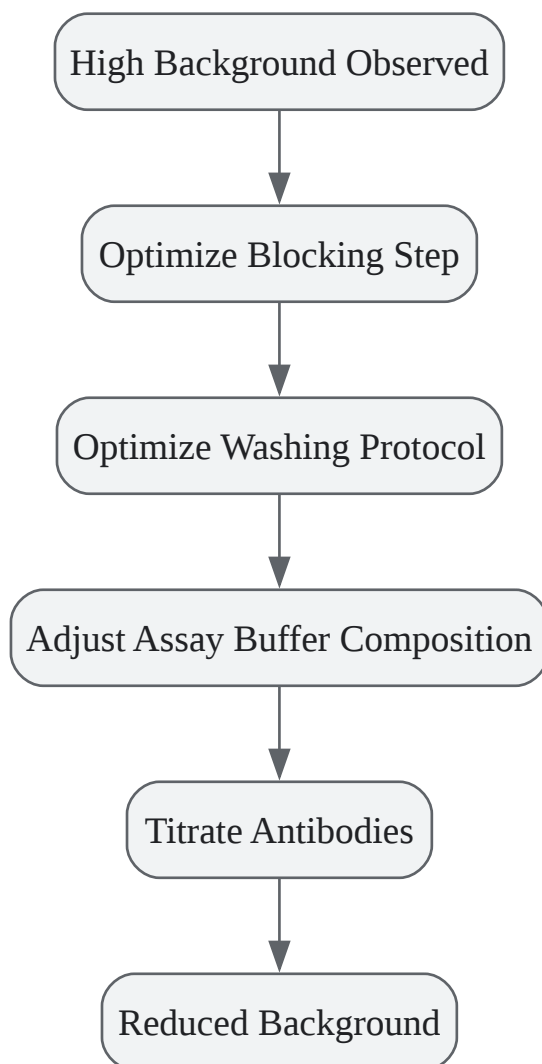 High Background Observed
Optimize Blocking Step
Optimize Washing Protocol
Adjust Assay Buffer Composition
Titrate Antibodies
Reduced Background